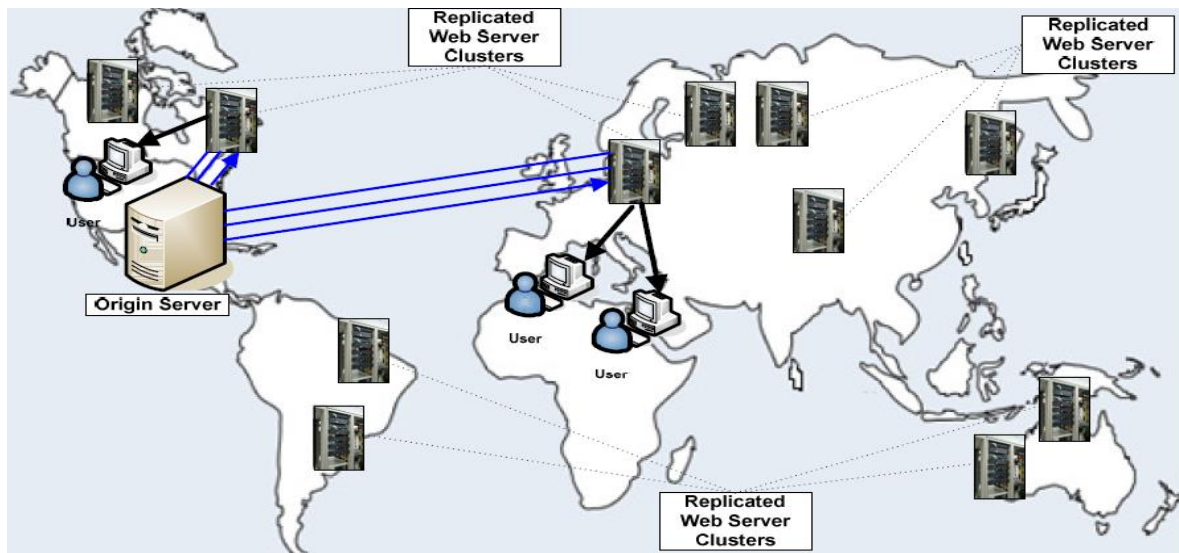 Replicated
Web Server
Clusters
Replicated
Web Server
Clusters
User
Origin Server
User
User
Replicated
Web Server
Clusters